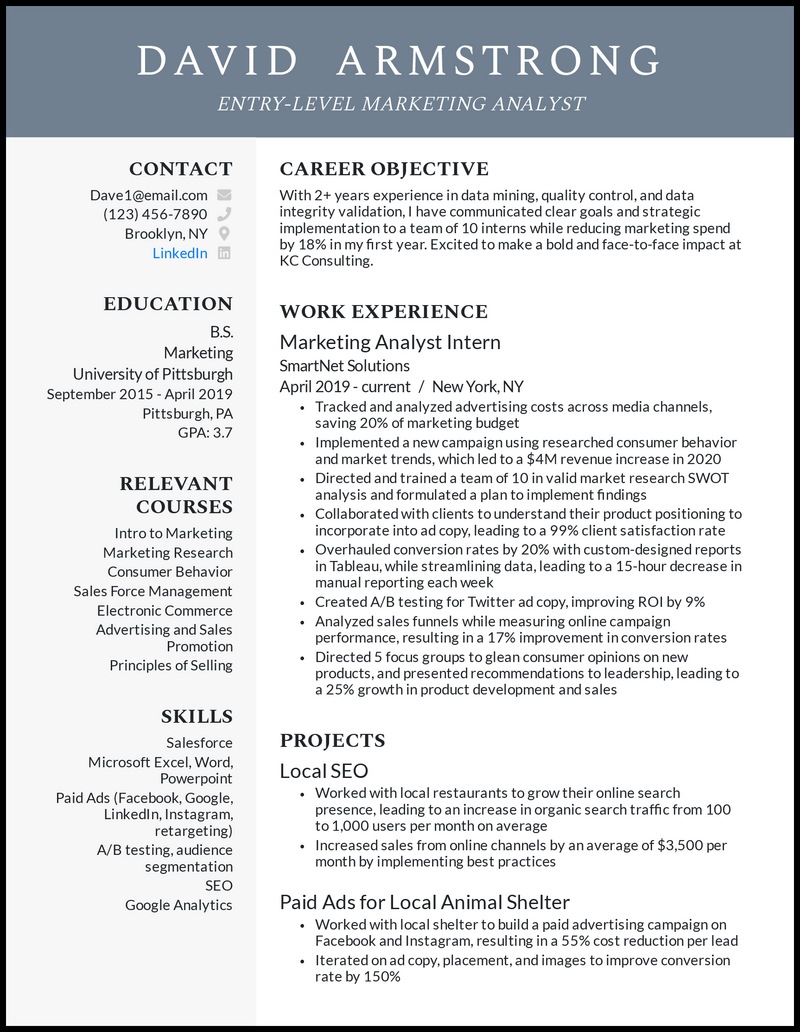 DAVID ARMSTRONG
ENTRY-LEVEL MARKETING ANALYST
CONTACT
Dave1@email.com
(123) 456-7890
Brooklyn, NY
LinkedIn
EDUCATION
B.S.
Marketing
University of Pittsburgh
September 2015 - April 2019
Pittsburgh, PA
GPA: 3.7
RELEVANT
COURSES
Intro to Marketing
Marketing Research
Consumer Behavior
Sales Force Management
Electronic Commerce
Advertising and Sales
Promotion
Principles of Selling
SKILLS
Salesforce
Microsoft Excel, Word,
Powerpoint
Paid Ads (Facebook, Google,
LinkedIn, Instagram,
retargeting)
A/B testing, audience
segmentation
SEO
Google Analytics
CAREER OBJECTIVE
With 2+ years experience in data mining, quality control, and data
integrity validation, I have communicated clear goals and strategic
implementation to a team of 10 interns while reducing marketing spend
by 18% in my first year. Excited to make a bold and face-to-face impact at
KC Consulting.
WORK EXPERIENCE
Marketing Analyst Intern
SmartNet Solutions
April 2019 - current / New York, NY
• Tracked and analyzed advertising costs across media channels,
saving 20% of marketing budget
• Implemented a new campaign using researched consumer behavior
and market trends, which led to a $4M revenue increase in 2020
• Directed and trained a team of 10 in valid market research SWOT
analysis and formulated a plan to implement findings
• Collaborated with clients to understand their product positioning to
incorporate into ad copy, leading to a 99% client satisfaction rate
• Overhauled conversion rates by 20% with custom-designed reports
in Tableau, while streamlining data, leading to a 15-hour decrease in
manual reporting each week
• Created A/B testing for Twitter ad copy, improving ROI by 9%
• Analyzed sales funnels while measuring online campaign
performance, resulting in a 17% improvement in conversion rates
• Directed 5 focus groups to glean consumer opinions on new
products, and presented recommendations to leadership, leading to
a 25% growth in product development and sales
PROJECTS
Local SEO
• Worked with local restaurants to grow their online search
presence, leading to an increase in organic search traffic from 100
to 1,000 users per month on average
• Increased sales from online channels by an average of $3,500 per
month by implementing best practices
Paid Ads for Local Animal Shelter
• Worked with local shelter to build a paid advertising campaign on
Facebook and Instagram, resulting in a 55% cost reduction per lead
• Iterated on ad copy, placement, and images to improve conversion
rate by 150%